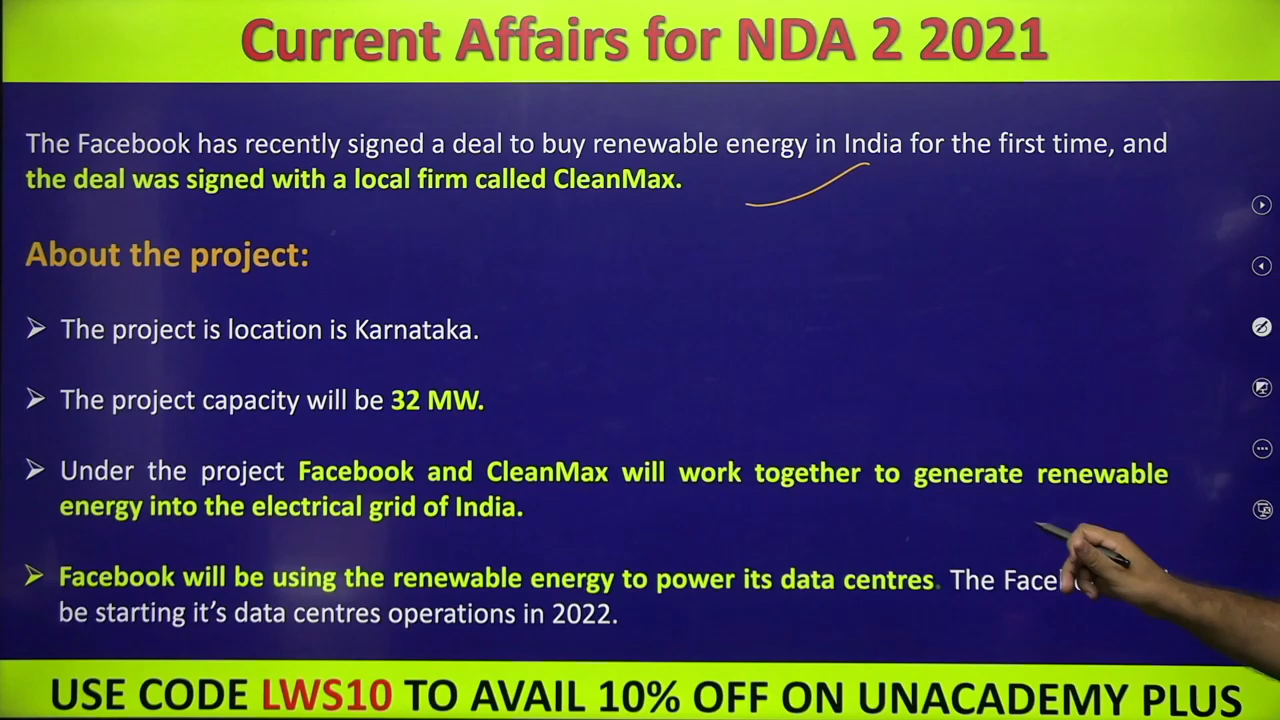 Current Affairs for NDA 2 2021
The Facebook has recently signed a deal to buy renewable energy in India for the first time, and
the deal was signed with a local firm called CleanMax.
About the project:
➢ The project is location is Karnataka.
➢ The project capacity will be 32 MW.
➢ Under the project Facebook and CleanMax will work together to generate renewable
energy into the electrical grid of India.
➢ Facebook will be using the renewable energy to power its data centres. The
be starting it's data centres operations in 2022.
USE CODE LWS10 TO AVAIL 10% OFF ON UNACADEMY PLUS